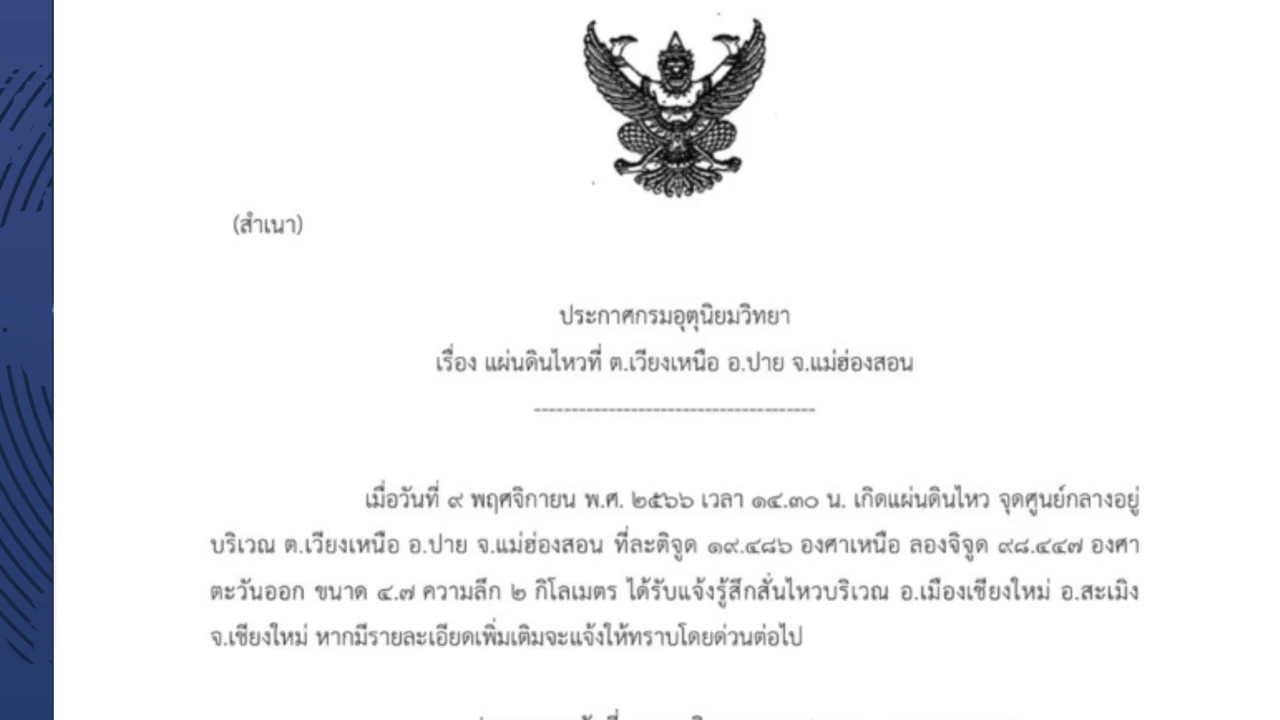 (สำเนา)
ประกาศกรมอุตุนิยมวิทยา
เรื่อง แผ่นดินไหวที่ ต.เวียงเหนือ อ.ปาย จ.แม่ฮ่องสอน
-------------------------------------
เมื่อวันที่ ๙ พฤศจิกายน พ.ศ. ๒๕๖๖ เวลา ๑๔.๓๐ น. เกิดแผ่นดินไหว จุดศูนย์กลางอยู่
บริเวณ ต.เวียงเหนือ อ.ปาย จ.แม่ฮ่องสอน ที่ละติจูด ๑๙.๔๘๖ องศาเหนือ ลองจิจูด ๙๘.๔๔๗ องศา
ตะวันออก ขนาด ๔.๗ ความลึก ๒ กิโลเมตร ได้รับแจ้งรู้สึกสั่นไหวบริเวณ อ.เมืองเชียงใหม่ อ.สะเมิง
จ.เชียงใหม่ หากมีรายละเอียดเพิ่มเติมจะแจ้งให้ทราบโดยด่วนต่อไป